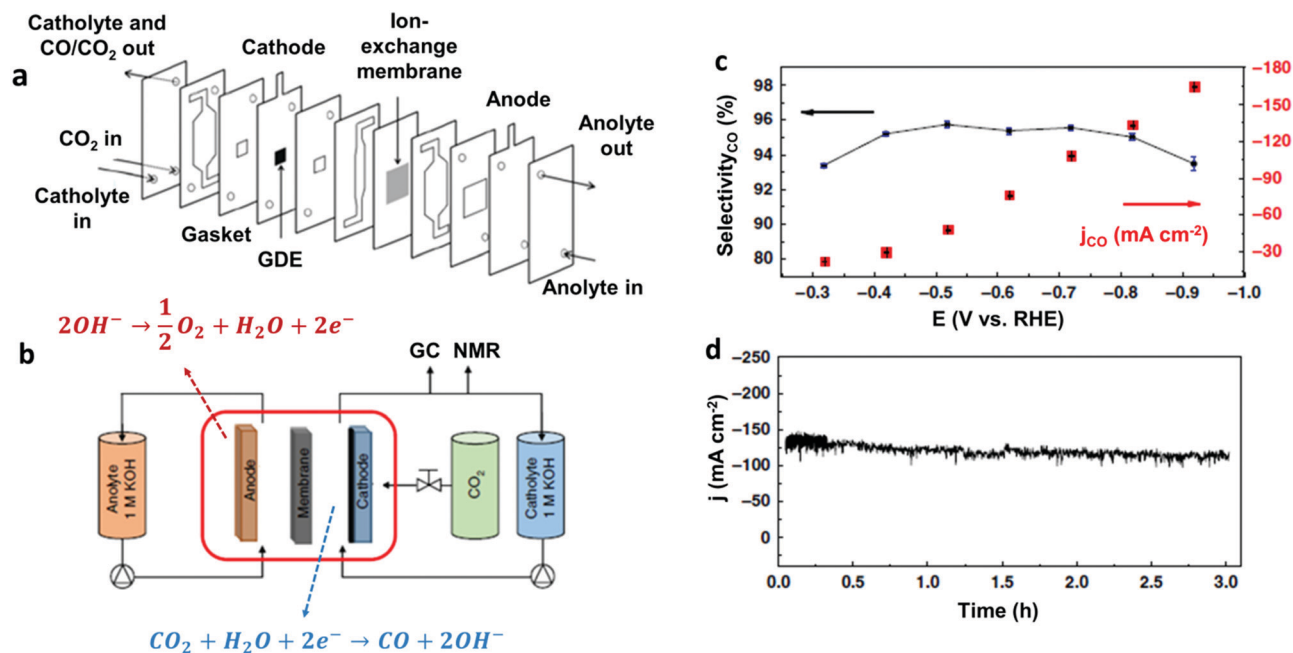 a
Catholyte and
CO/CO₂ out
Cathode
Ion-
exchange
membrane
Anode
Anolyte
out
CO₂ in
Catholyte
in
Gasket
GDE
Anolyte in
2OH⁻ → 1/2 O₂ + H₂O + 2e⁻
b
GC NMR
Anolyte
1 M KOH
Anode
Membrane
Cathode
CO₂
Catholyte
1 M KOH
CO₂ + H₂O + 2e⁻ → CO + 2OH⁻
c
Selectivity_CO (%)
98
96
94
92
90
80
−180
−150
−120
−90
−60
−30
j_CO (mA cm⁻²)
−0.3 −0.4 −0.5 −0.6 −0.7 −0.8 −0.9 −1.0
E (V vs. RHE)
d
j (mA cm⁻²)
−250
−200
−150
−100
−50
0
0.0 0.5 1.0 1.5 2.0 2.5 3.0
Time (h)